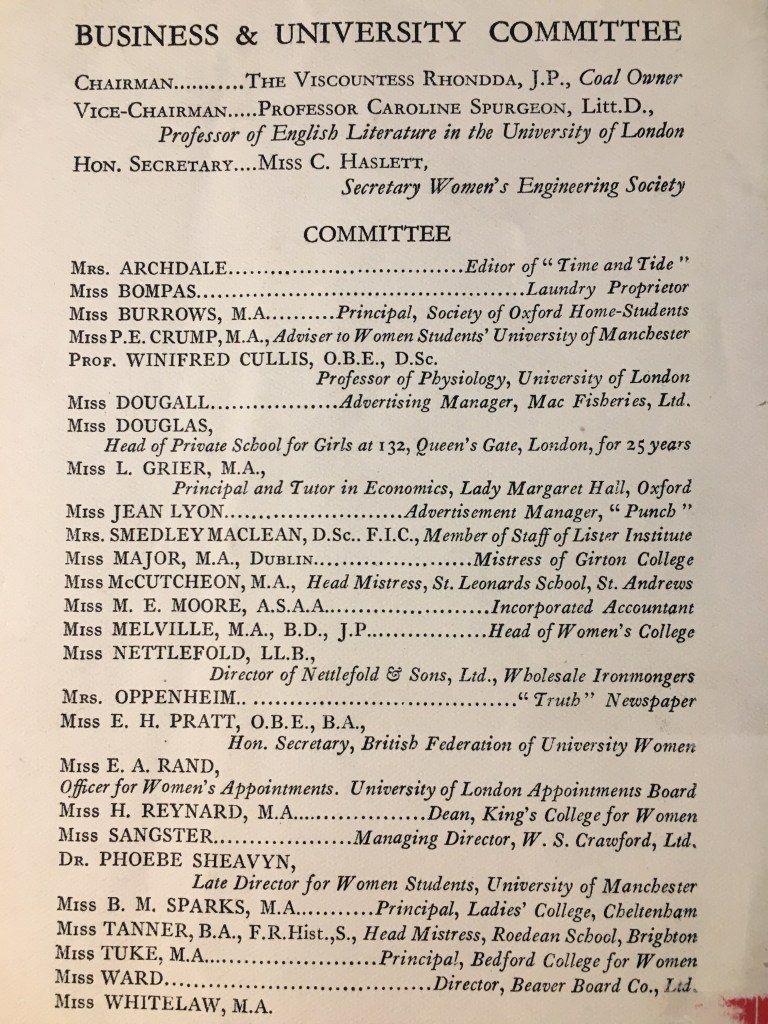 BUSINESS & UNIVERSITY COMMITTEE
CHAIRMAN...........THE VISCOUNTESS RHONDDA, J.P., Coal Owner
VICE-CHAIRMAN.....PROFESSOR CAROLINE SPURGEON, Litt.D.,
Professor of English Literature in the University of London
HON. SECRETARY....MISS C. HASLETT,
Secretary Women's Engineering Society
COMMITTEE
MRS. ARCHDALE..................................Editor of "Time and Tide"
MISS BOMPAS................................................Laundry Proprietor
MISS BURROWS, M.A..........Principal, Society of Oxford Home-Students
MISS P.E. CRUMP, M.A., Adviser to Women Students' University of Manchester
PROF. WINIFRED CULLIS, O.B.E., D.Sc.
Professor of Physiology, University of London
MISS DOUGALL...................Advertising Manager, Mac Fisheries, Ltd.
MISS DOUGLAS,
Head of Private School for Girls at 132, Queen's Gate, London, for 25 years
MISS L. GRIER, M.A.,
Principal and Tutor in Economics, Lady Margaret Hall, Oxford
MISS JEAN LYON..........................Advertisement Manager, "Punch"
MRS. SMEDLEY MACLEAN, D.Sc.. F.I.C., Member of Staff of Lister Institute
MISS MAJOR, M.A., DUBLIN.......................Mistress of Girton College
MISS McCUTCHEON, M.A., Head Mistress, St. Leonards School, St. Andrews
MISS M. E. MOORE, A.S.A.A.......................Incorporated Accountant
MISS MELVILLE, M.A., B.D., J.P................Head of Women's College
MISS NETTLEFOLD, LL.B.,
Director of Nettlefold & Sons, Ltd., Wholesale Ironmongers
MRS. OPPENHEIM.. .................................."Truth" Newspaper
MISS E. H. PRATT, O.B.E., B.A.,
Hon. Secretary, British Federation of University Women
MISS E. A. RAND,
Officer for Women's Appointments. University of London Appointments Board
MISS H. REYNARD, M.A..................Dean, King's College for Women
MISS SANGSTER...................Managing Director, W. S. Crawford, Ltd.
DR. PHOEBE SHEAVYN,
Late Director for Women Students, University of Manchester
MISS B. M. SPARKS, M.A...........Principal, Ladies' College, Cheltenham
MISS TANNER, B.A., F.R.Hist.,S., Head Mistress, Roedean School, Brighton
MISS TUKE, M.A.......................Principal, Bedford College for Women
MISS WARD....................................Director, Beaver Board Co., Ltd.
MISS WHITELAW, M.A.